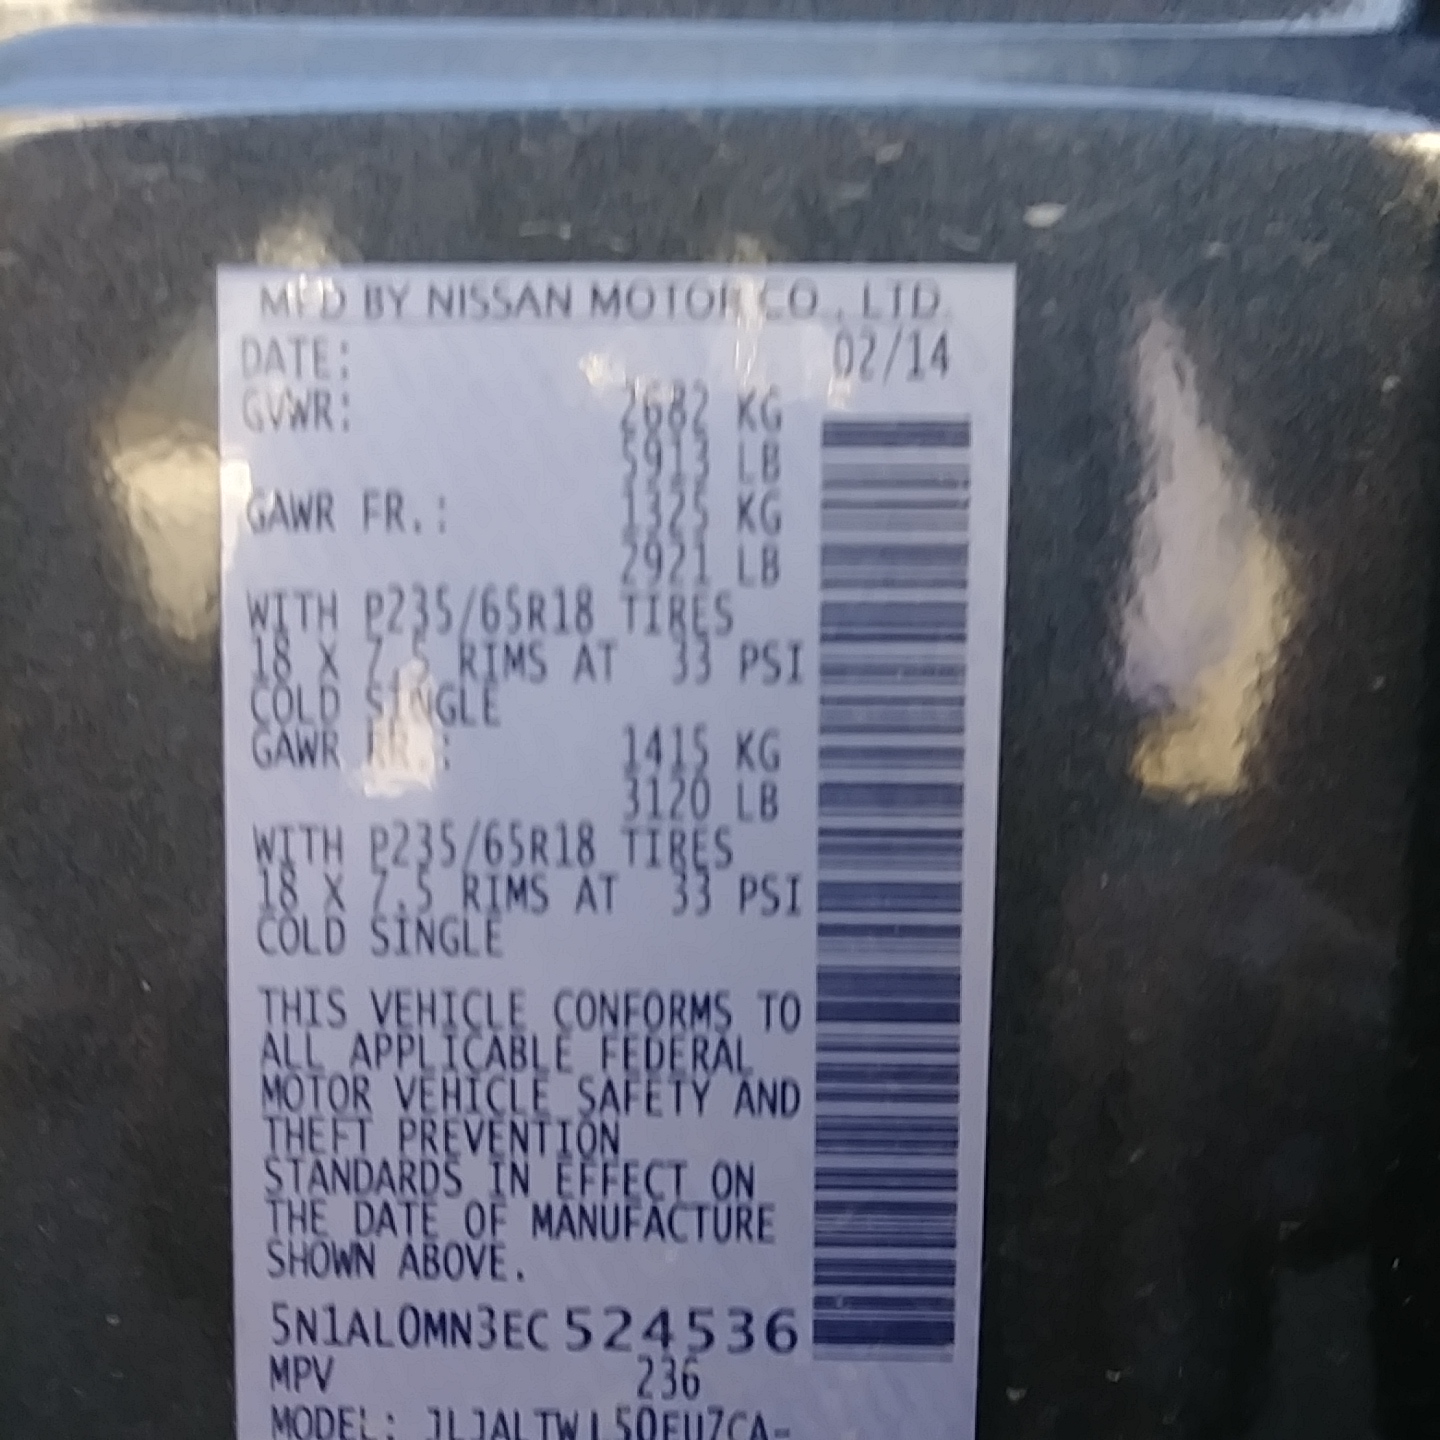 MFD BY NISSAN MOTOR CO., LTD.
DATE: 02/14
GVWR: 2682 KG
5913 LB
GAWR FR.: 1325 KG
2921 LB
WITH P235/65R18 TIRES
18 X 7.5 RIMS AT 33 PSI
COLD SINGLE
GAWR RR.: 1415 KG
3120 LB
WITH P235/65R18 TIRES
18 X 7.5 RIMS AT 33 PSI
COLD SINGLE
THIS VEHICLE CONFORMS TO
ALL APPLICABLE FEDERAL
MOTOR VEHICLE SAFETY AND
THEFT PREVENTION
STANDARDS IN EFFECT ON
THE DATE OF MANUFACTURE
SHOWN ABOVE.
5N1AL0MN3EC524536
MPV 236
MODEL: